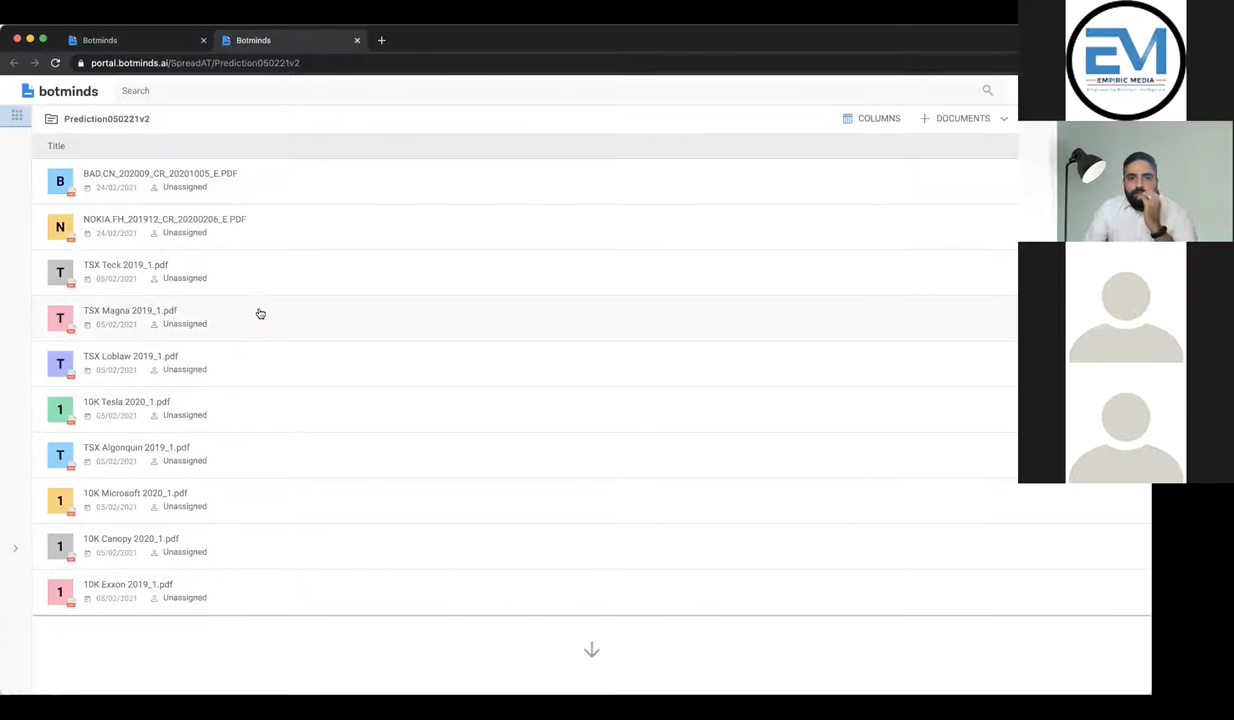 Botminds
Botminds
portal.botminds.ai/SpreadAT/Prediction050221v2
botminds
Search
Prediction050221v2
COLUMNS
DOCUMENTS
Title
B
BAD.CN_202009_CR_20201005_E.PDF
24/02/2021 Unassigned
N
NOKIA.FH_201912_CR_20200206_E.PDF
24/02/2021 Unassigned
T
TSX Teck 2019_1.pdf
05/02/2021 Unassigned
T
TSX Magna 2019_1.pdf
05/02/2021 Unassigned
T
TSX Loblaw 2019_1.pdf
05/02/2021 Unassigned
1
10K Tesla 2020_1.pdf
05/02/2021 Unassigned
T
TSX Algonquin 2019_1.pdf
05/02/2021 Unassigned
1
10K Microsoft 2020_1.pdf
03/02/2021 Unassigned
1
10K Canopy 2020_1.pdf
05/02/2021 Unassigned
1
10K Exxon 2019_1.pdf
05/02/2021 Unassigned
EM
EMPIRIC MEDIA